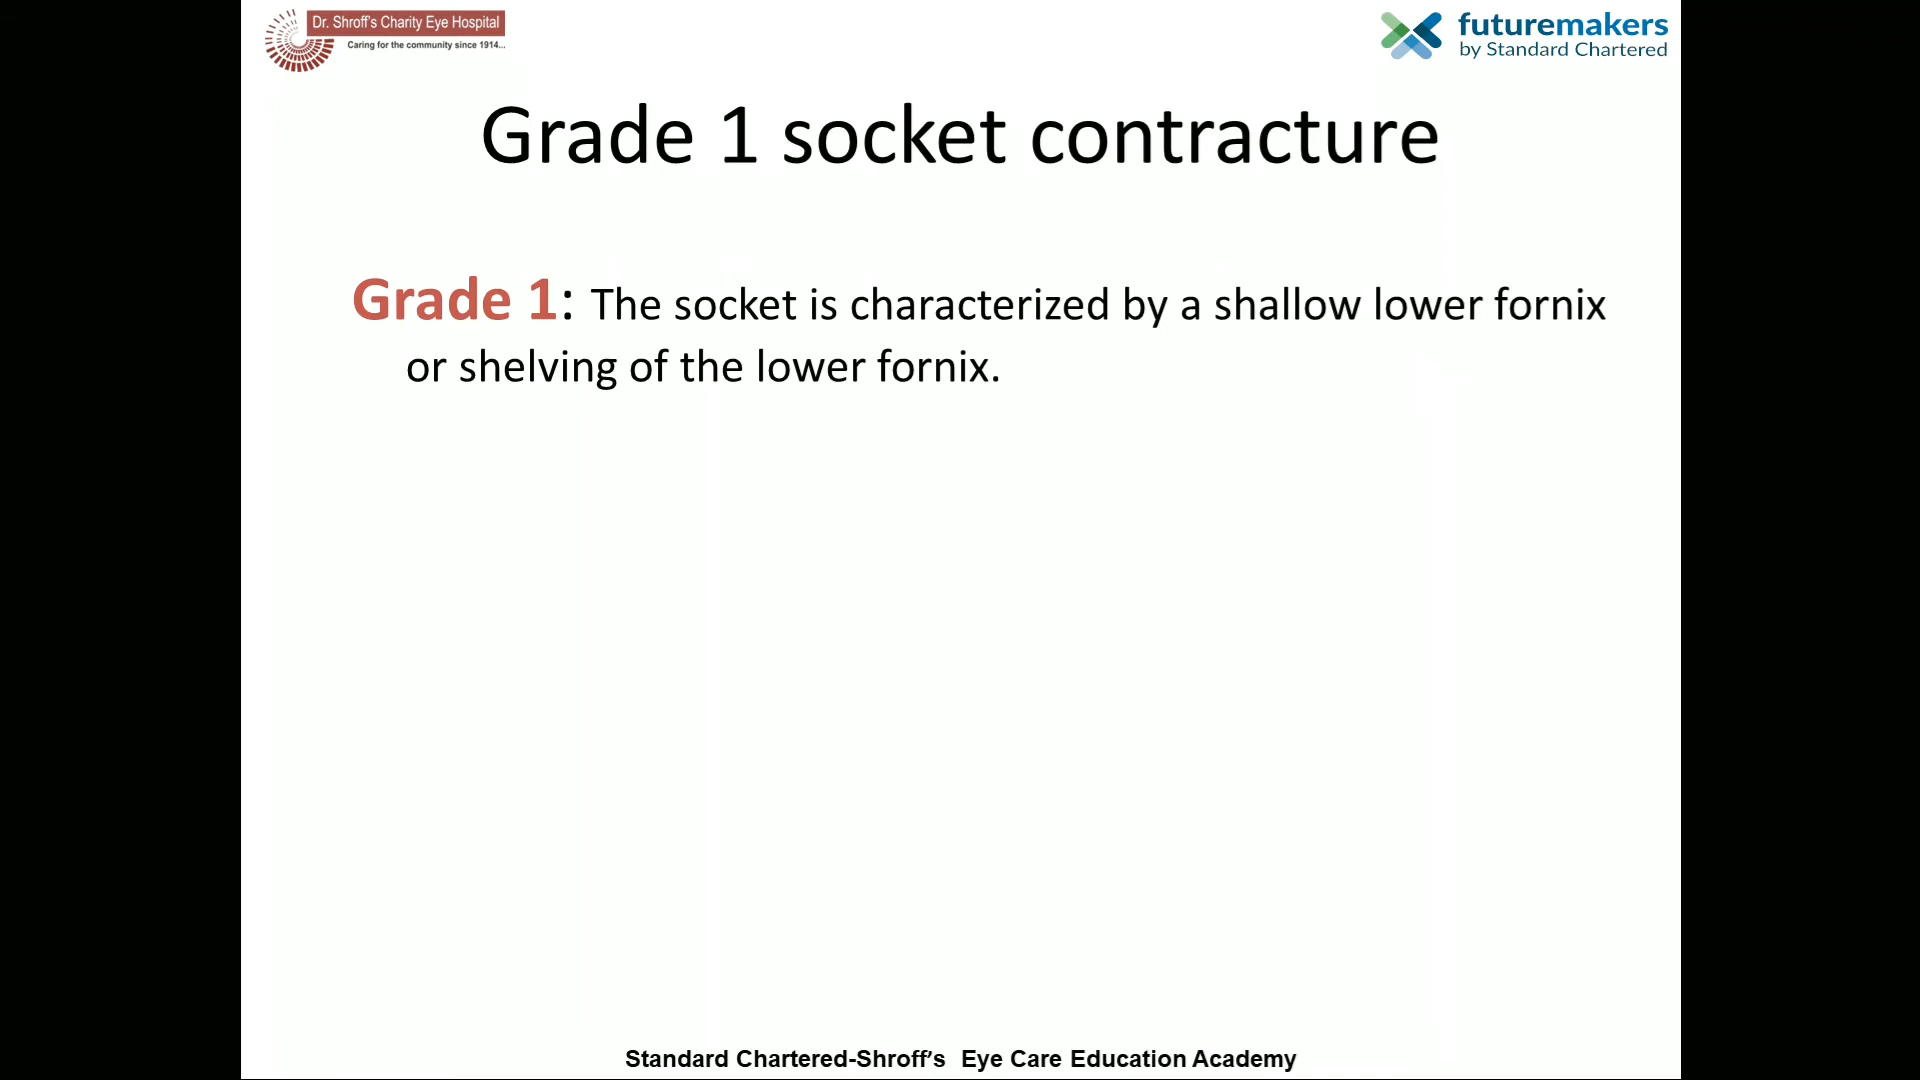 Dr. Shroff's Charity Eye Hospital
Caring for the community since 1914...
futuremakers
by Standard Chartered
Grade 1 socket contracture
Grade 1: The socket is characterized by a shallow lower fornix
or shelving of the lower fornix.
Standard Chartered-Shroff's Eye Care Education Academy